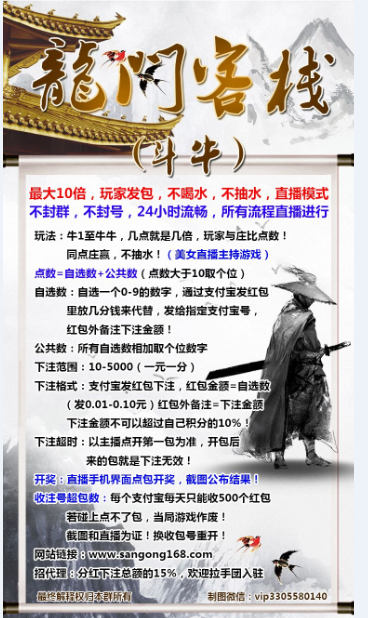 龍門客栈
(斗牛)
最大10倍，玩家发包，不喝水，不抽水，直播模式
不封群，不封号，24小时流畅，所有流程直播进行
玩法：牛1至牛牛，几点就是几倍，玩家与庄比点数！
同点庄赢，不抽水！（美女直播主持游戏）
点数=自选数+公共数（点数大于10取个位）
自选数：自选一个0-9的数字，通过支付宝发红包
里放几分钱来代替，发给指定支付宝号，
红包外备注下注金额！
公共数：所有自选数相加取个位数字
下注范围：10-5000（一元一分）
下注格式：支付宝发红包下注，红包金额=自选数
（发0.01-0.10元）红包外备注=下注金额
下注金额不可以超过自己积分的10%！
下注超时：以主播点开第一包为准，开包后
来的包就是下注无效！
开奖：直播手机界面点包开奖，截图公布结果！
收注号超包数：每个支付宝每天只能收500个红包
若碰上点不了包，当局游戏作废！
截图和直播为证！换收包号重开！
网站链接：www.sangong168.com
招代理：分红下注总额的15%，欢迎拉手团入驻
最终解释权归本群所有
制图微信：vip3305580140